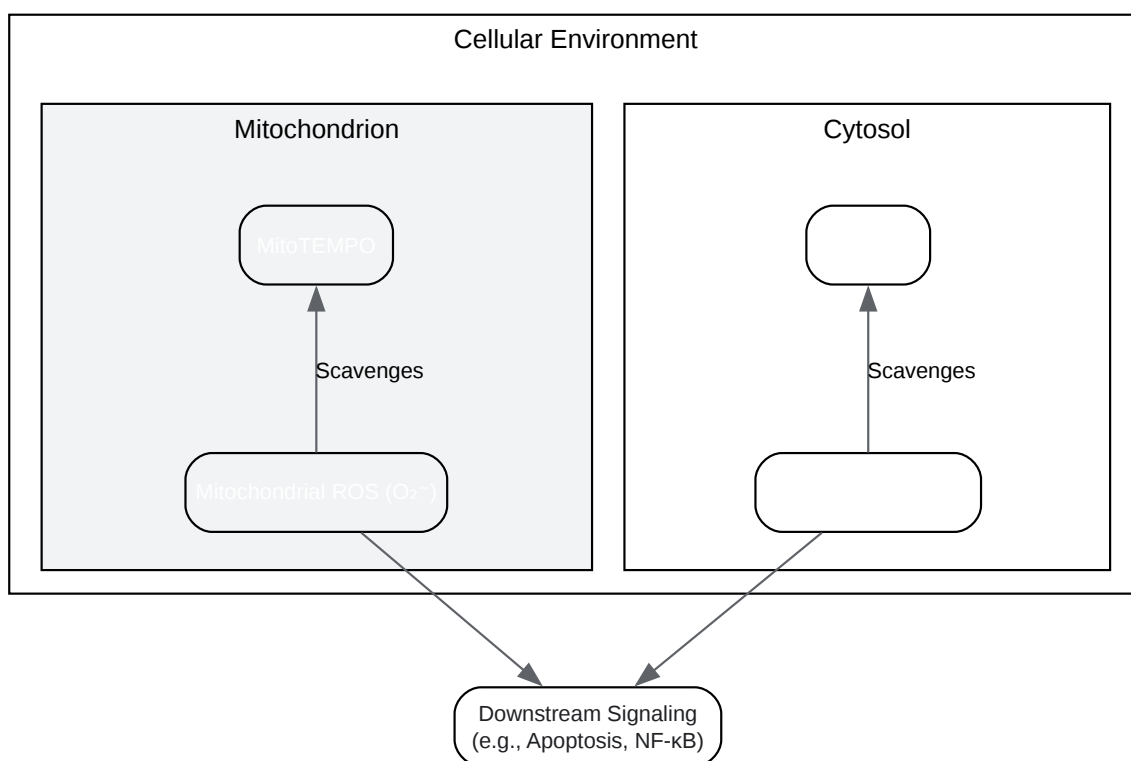 Cellular Environment
Mitochondrion
Cytosol
MitoTEMPO
Scavenges
Scavenges
Mitochondrial ROS (O₂⁻)
Downstream Signaling
(e.g., Apoptosis, NF-κB)